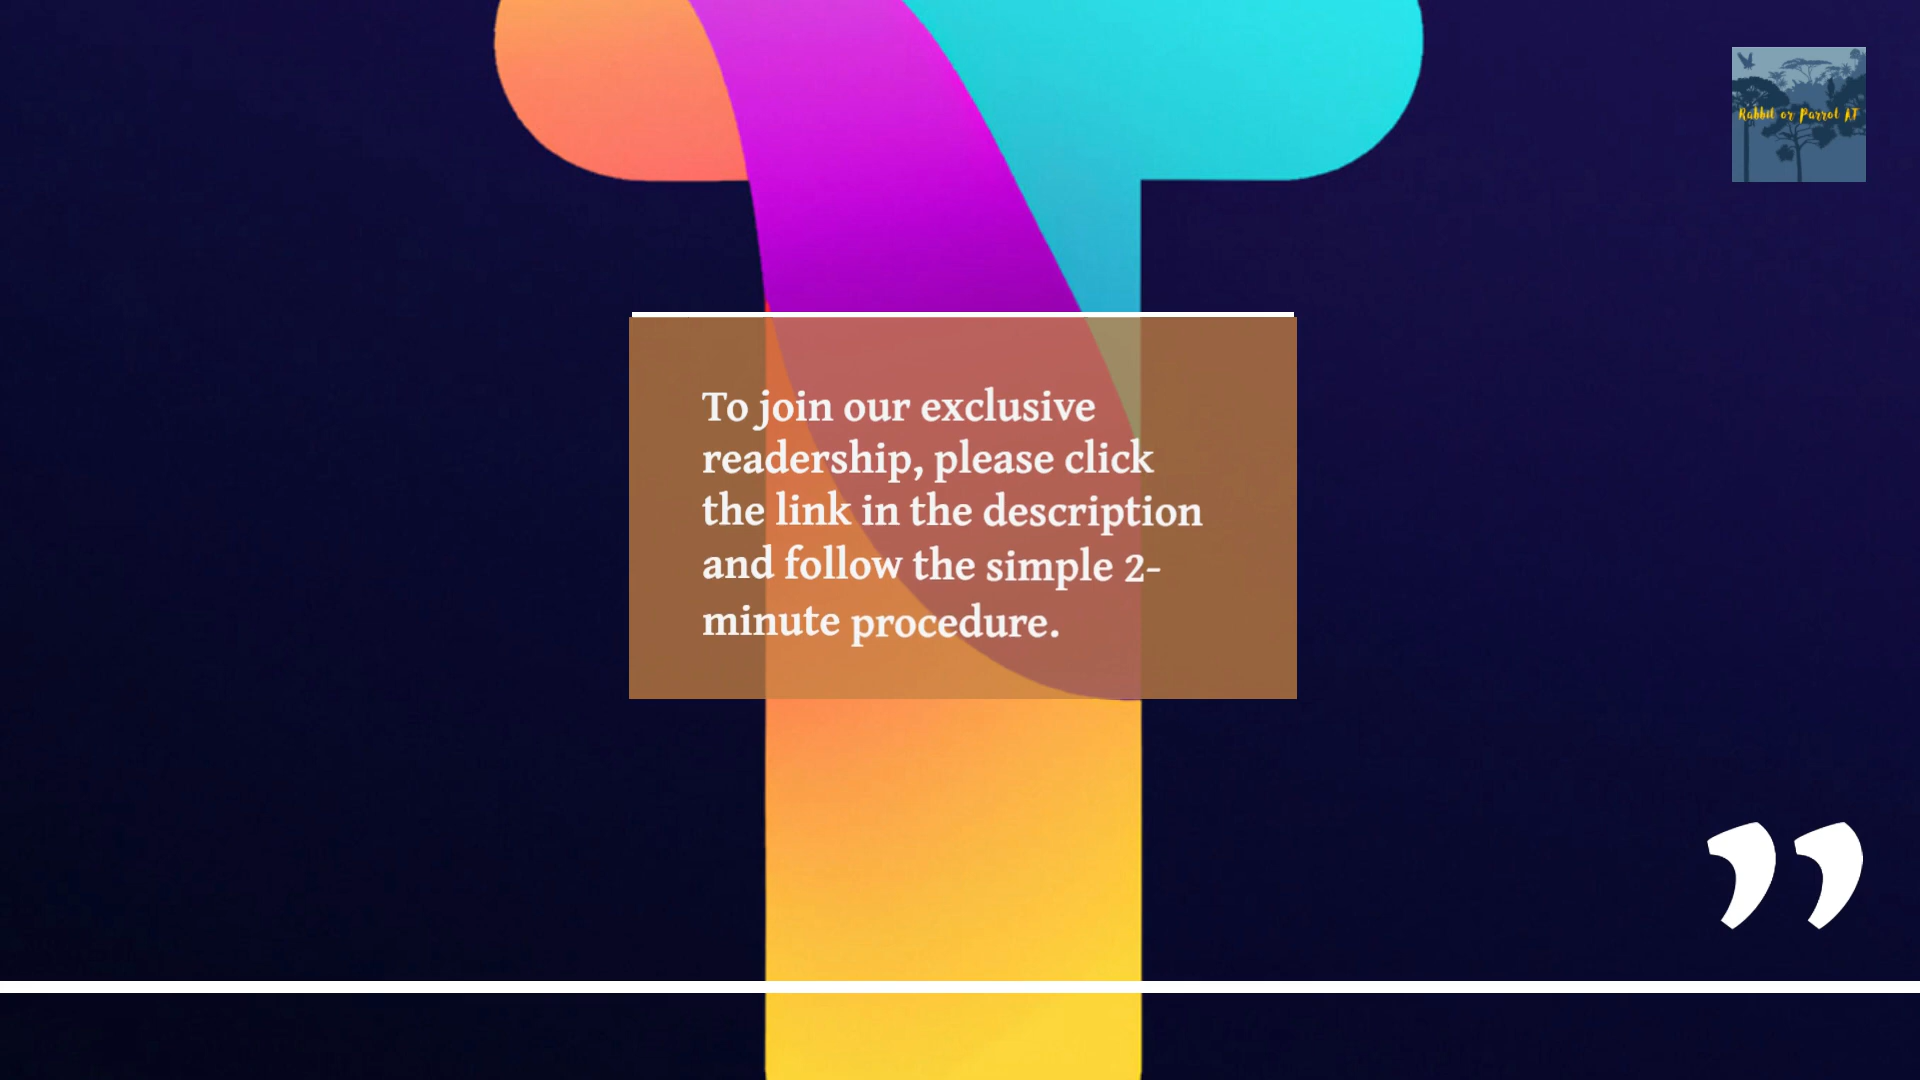 Rabbit or Parrot AT
To join our exclusive
readership, please click
the link in the description
and follow the simple 2-
minute procedure.
”